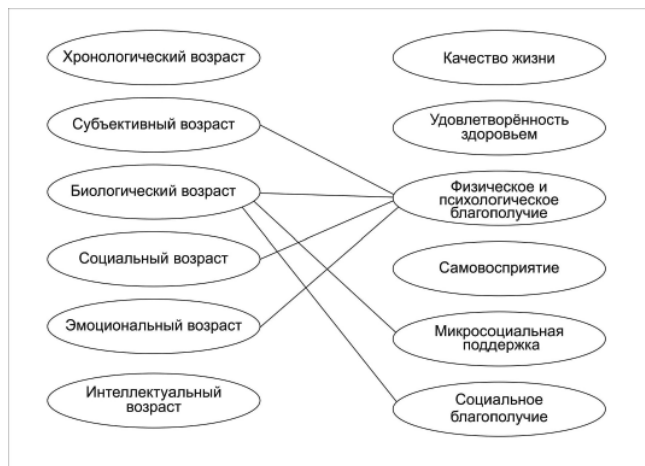 Хронологический возраст
Субъективный возраст
Биологический возраст
Социальный возраст
Эмоциональный возраст
Интеллектуальный
возраст
Качество жизни
Удовлетворённость
здоровьем
Физическое и
психологическое
благополучие
Самовосприятие
Микросоциальная
поддержка
Социальное
благополучие